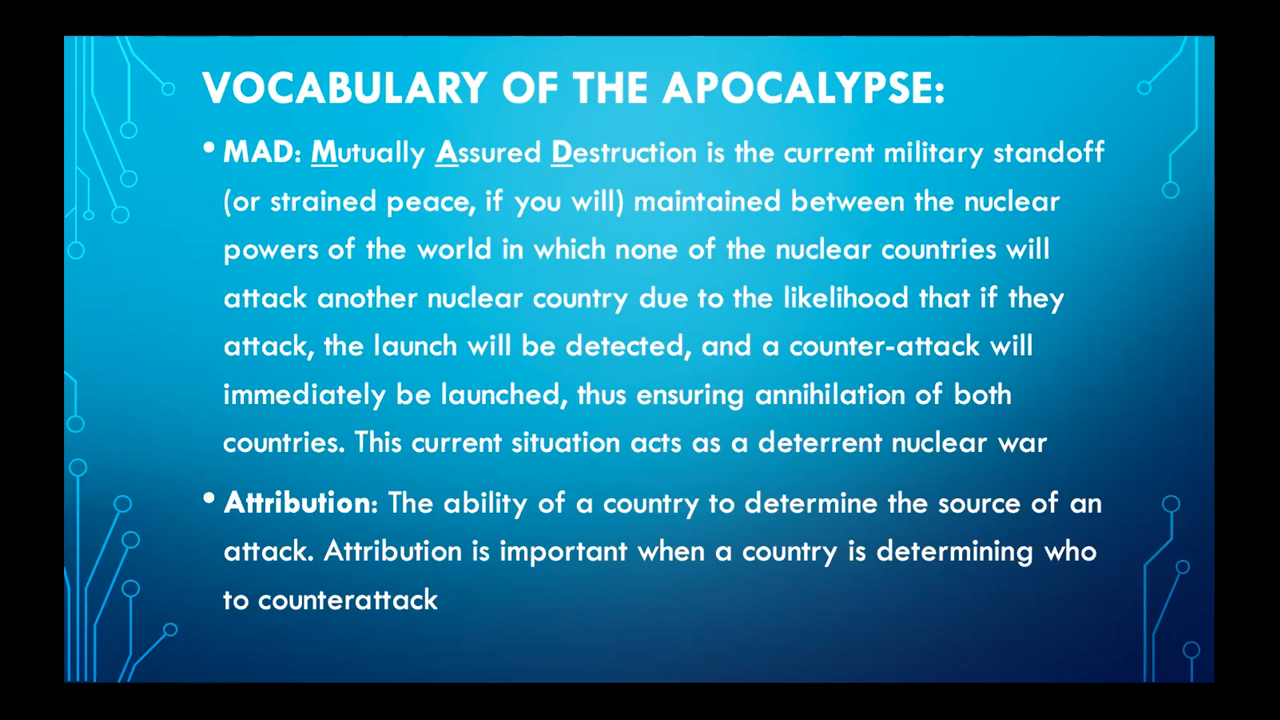 VOCABULARY OF THE APOCALYPSE:
• MAD: Mutually Assured Destruction is the current military standoff
(or strained peace, if you will) maintained between the nuclear
powers of the world in which none of the nuclear countries will
attack another nuclear country due to the likelihood that if they
attack, the launch will be detected, and a counter-attack will
immediately be launched, thus ensuring annihilation of both
countries. This current situation acts as a deterrent nuclear war
• Attribution: The ability of a country to determine the source of an
attack. Attribution is important when a country is determining who
to counterattack